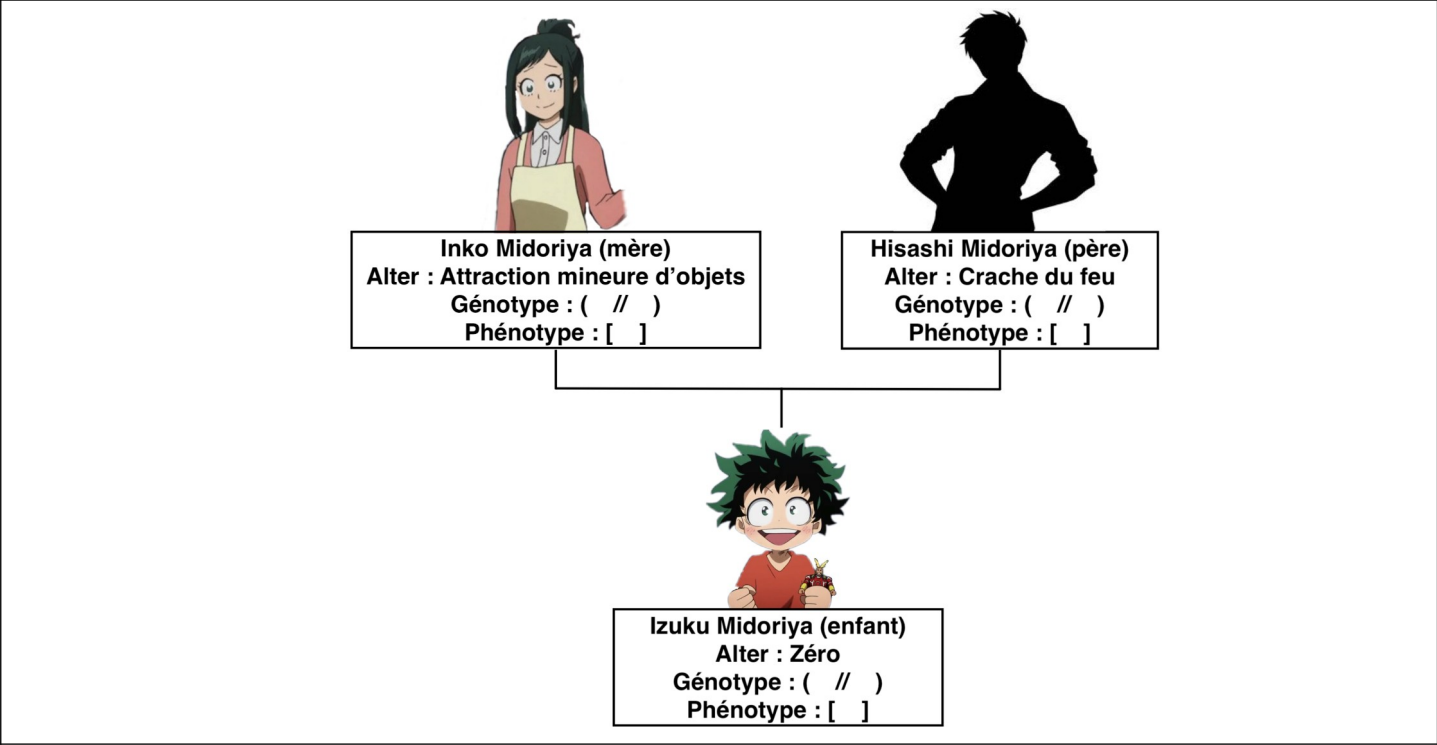 Inko Midoriya (mère)
Alter : Attraction mineure d'objets
Génotype : ( // )
Phénotype : [ ]
Hisashi Midoriya (père)
Alter : Crache du feu
Génotype : ( // )
Phénotype : [ ]
Izuku Midoriya (enfant)
Alter : Zéro
Génotype : ( // )
Phénotype : [ ]